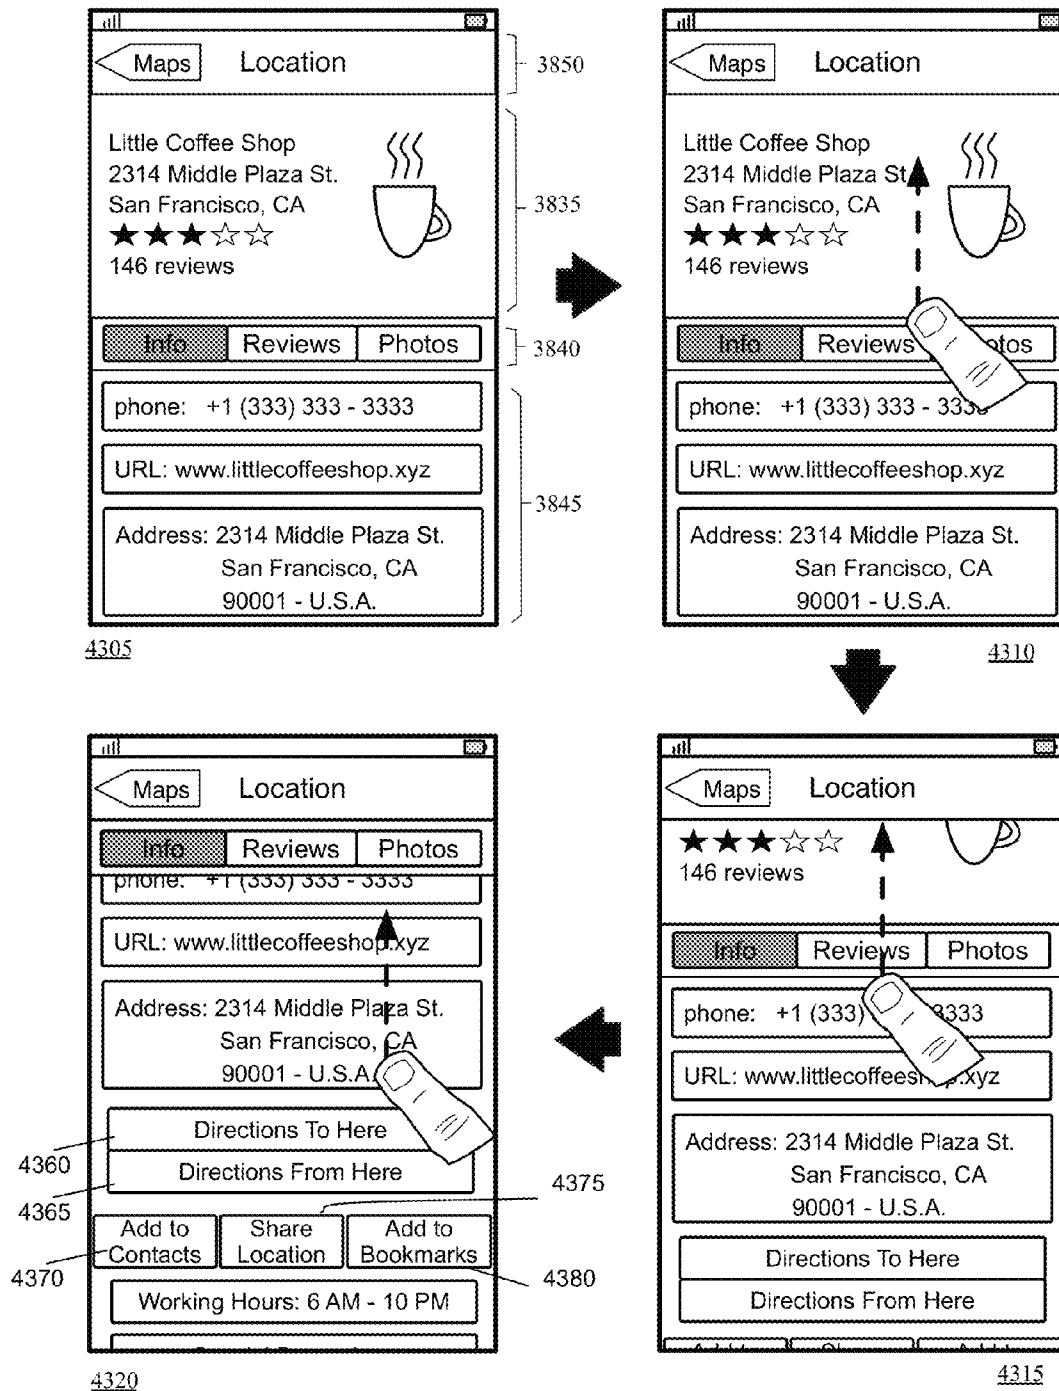 Maps Location
3850
Little Coffee Shop
2314 Middle Plaza St.
San Francisco, CA
146 reviews
3835
Info Reviews Photos
3840
phone: +1 (333) 333 - 3333
URL: www.littlecoffeeshop.xyz
Address: 2314 Middle Plaza St.
San Francisco, CA
90001 - U.S.A.
3845
4305
Maps Location
Little Coffee Shop
2314 Middle Plaza St
San Francisco, CA
146 reviews
Info Reviews Photos
phone: +1 (333) 333 - 3333
URL: www.littlecoffeeshop.xyz
Address: 2314 Middle Plaza St.
San Francisco, CA
90001 - U.S.A.
4310
Maps Location
Info Reviews Photos
phone: +1 (333) 333 - 3333
URL: www.littlecoffeeshop.xyz
Address: 2314 Middle Plaza St.
San Francisco, CA
90001 - U.S.A.
Directions To Here
4360
Directions From Here
4365
4375
Add to Contacts
Share Location
Add to Bookmarks
4370
4380
Working Hours: 6 AM - 10 PM
4320
Maps Location
146 reviews
Info Reviews Photos
phone: +1 (333) 3333
URL: www.littlecoffeeshop.xyz
Address: 2314 Middle Plaza St.
San Francisco, CA
90001 - U.S.A.
Directions To Here
Directions From Here
4315